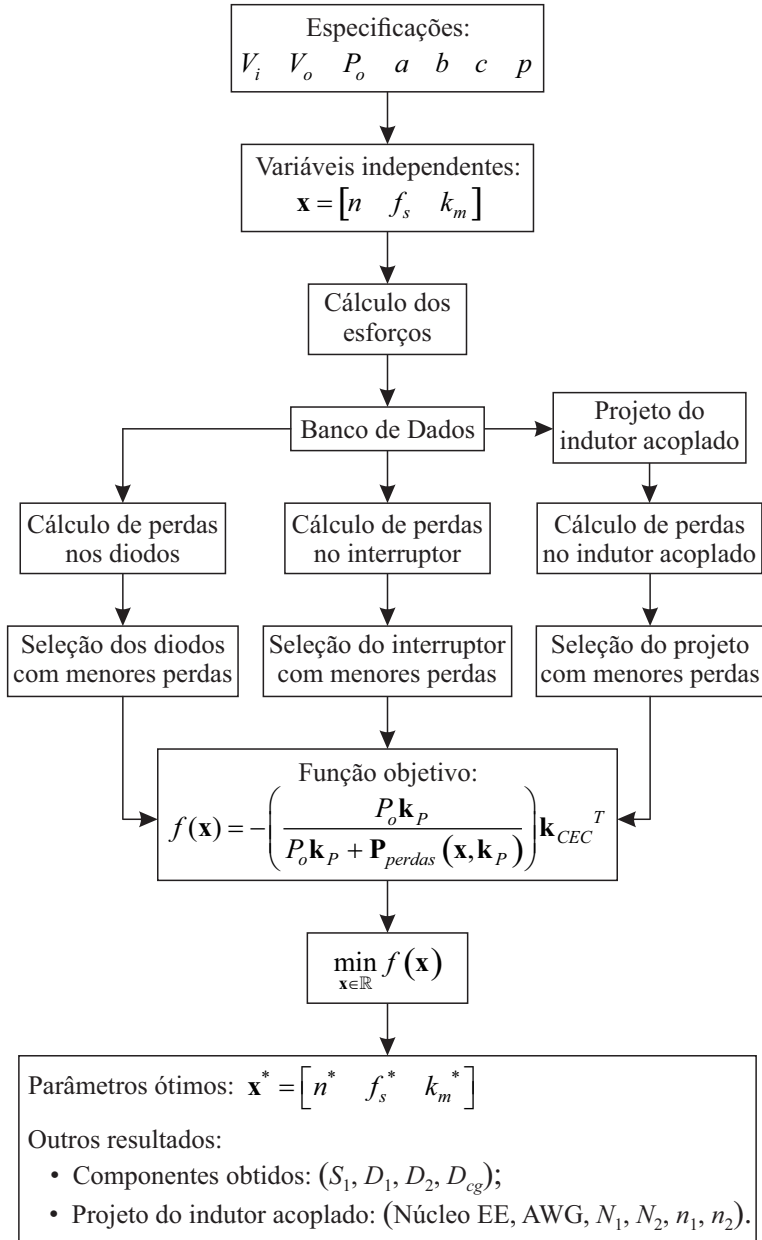 Especificações:
V_i V_o P_o a b c p
Variáveis independentes:
x = [n f_s k_m]
Cálculo dos
esforços
Banco de Dados
Projeto do
indutor acoplado
Cálculo de perdas
nos diodos
Cálculo de perdas
no interruptor
Cálculo de perdas
no indutor acoplado
Seleção dos diodos
com menores perdas
Seleção do interruptor
com menores perdas
Seleção do projeto
com menores perdas
Função objetivo:
f(x) = −(P_o k_P / (P_o k_P + P_perdas (x, k_P))) k_CEC^T
min f(x)
x∈ℝ
Parâmetros ótimos: x* = [n* f_s* k_m*]
Outros resultados:
• Componentes obtidos: (S_1, D_1, D_2, D_cg);
• Projeto do indutor acoplado: (Núcleo EE, AWG, N_1, N_2, n_1, n_2).